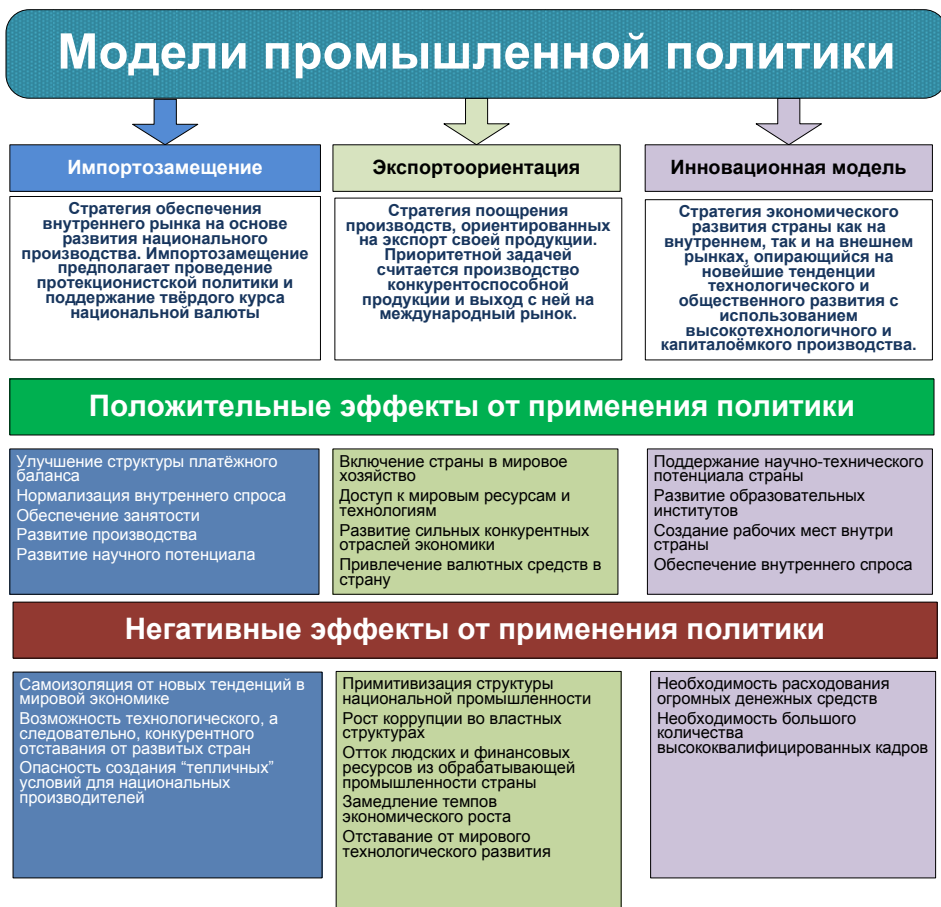 Модели промышленной политики
Импортозамещение
Стратегия обеспечения
внутреннего рынка на основе
развития национального
производства. Импортозамещение
предполагает проведение
протекционистской политики и
поддержание твёрдого курса
национальной валюты
Экспортоориентация
Стратегия поощрения
производств, ориентированных
на экспорт своей продукции.
Приоритетной задачей
считается производство
конкурентоспособной
продукции и выход с ней на
международный рынок.
Инновационная модель
Стратегия экономического
развития страны как на
внутреннем, так и на внешнем
рынках, опирающийся на
новейшие тенденции
технологического и
общественного развития с
использованием
высокотехнологичного и
капиталоёмкого производства.
Положительные эффекты от применения политики
Улучшение структуры платёжного
баланса
Нормализация внутреннего спроса
Обеспечение занятости
Развитие производства
Развитие научного потенциала
Включение страны в мировое
хозяйство
Доступ к мировым ресурсам и
технологиям
Развитие сильных конкурентных
отраслей экономики
Привлечение валютных средств в
страну
Поддержание научно-технического
потенциала страны
Развитие образовательных
институтов
Создание рабочих мест внутри
страны
Обеспечение внутреннего спроса
Негативные эффекты от применения политики
Самоизоляция от новых тенденций в
мировой экономике
Возможность технологического, а
следовательно, конкурентного
отставания от развитых стран
Опасность создания “тепличных”
условий для национальных
производителей
Примитивизация структуры
национальной промышленности
Рост коррупции во властных
структурах
Отток людских и финансовых
ресурсов из обрабатывающей
промышленности страны
Замедление темпов
экономического роста
Отставание от мирового
технологического развития
Необходимость расходования
огромных денежных средств
Необходимость большого
количества
высококвалифицированных кадров